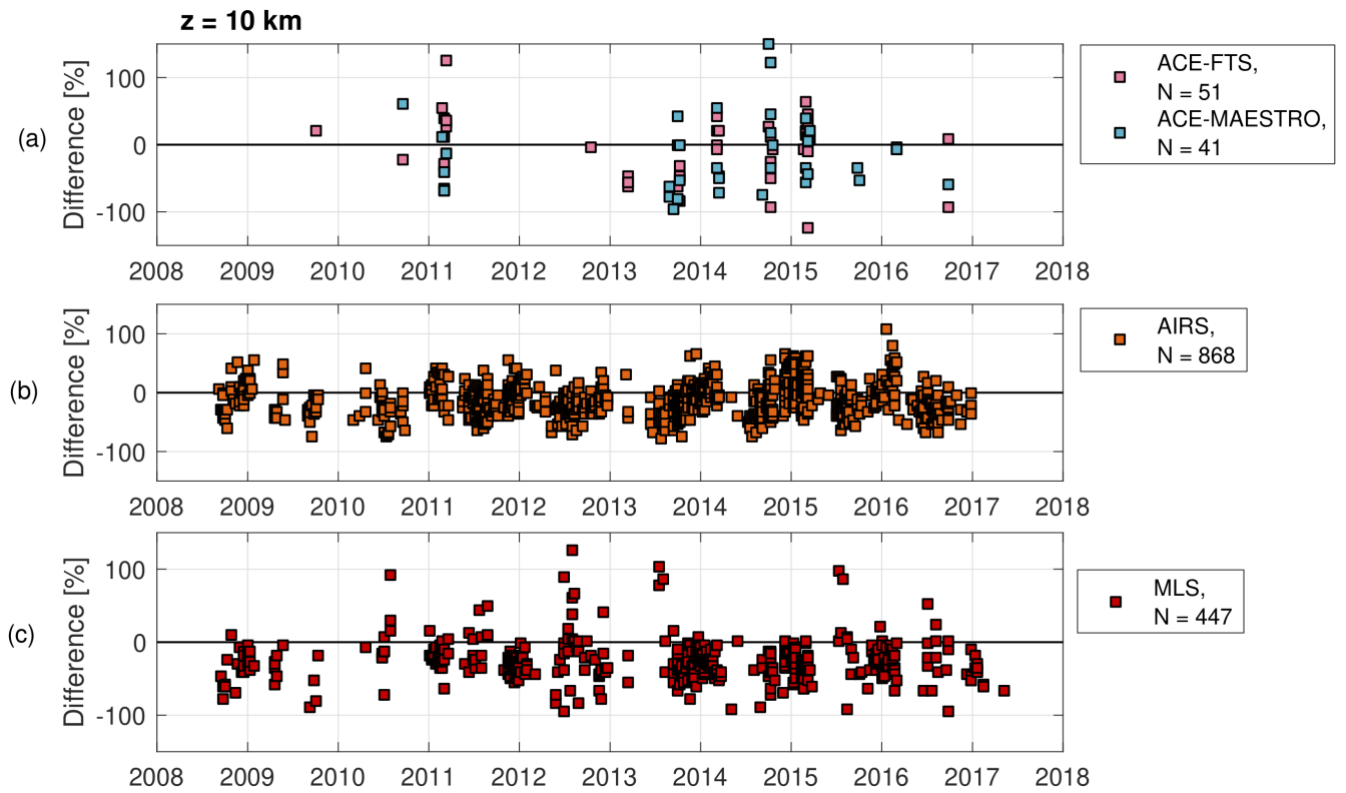 z = 10 km
(a)
Difference [%]
100
0
-100
2008 2009 2010 2011 2012 2013 2014 2015 2016 2017 2018
ACE-FTS,
N = 51
ACE-MAESTRO,
N = 41
(b)
Difference [%]
100
0
-100
2008 2009 2010 2011 2012 2013 2014 2015 2016 2017 2018
AIRS,
N = 868
(c)
Difference [%]
100
0
-100
2008 2009 2010 2011 2012 2013 2014 2015 2016 2017 2018
MLS,
N = 447